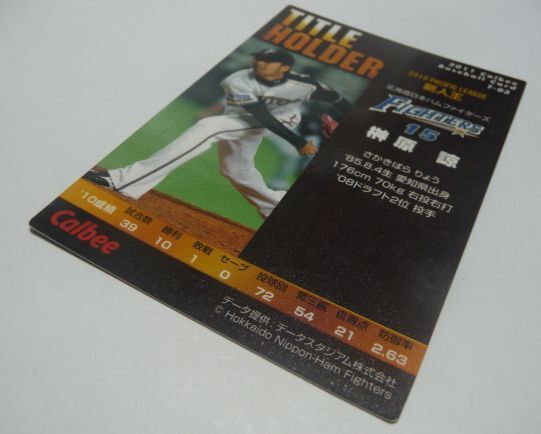 TITLE
HOLDER
2011 Calbee
Baseball Card
T-03
2010 PACIFIC LEAGUE
新人王
北海道日本ハムファイターズ
FIGHTERS
15
榊原 諒
さかきばら りょう
'85.8.4生 愛知県出身
176cm 70kg 右投右打
'08ドラフト2位 投手
Calbee
'10成績 試合数 勝利 敗戦 セーブ 投球回 奪三振 自責点 防御率
39 10 1 0 72 54 21 2.63
データ提供:データスタジアム株式会社
© Hokkaido Nippon-Ham Fighters